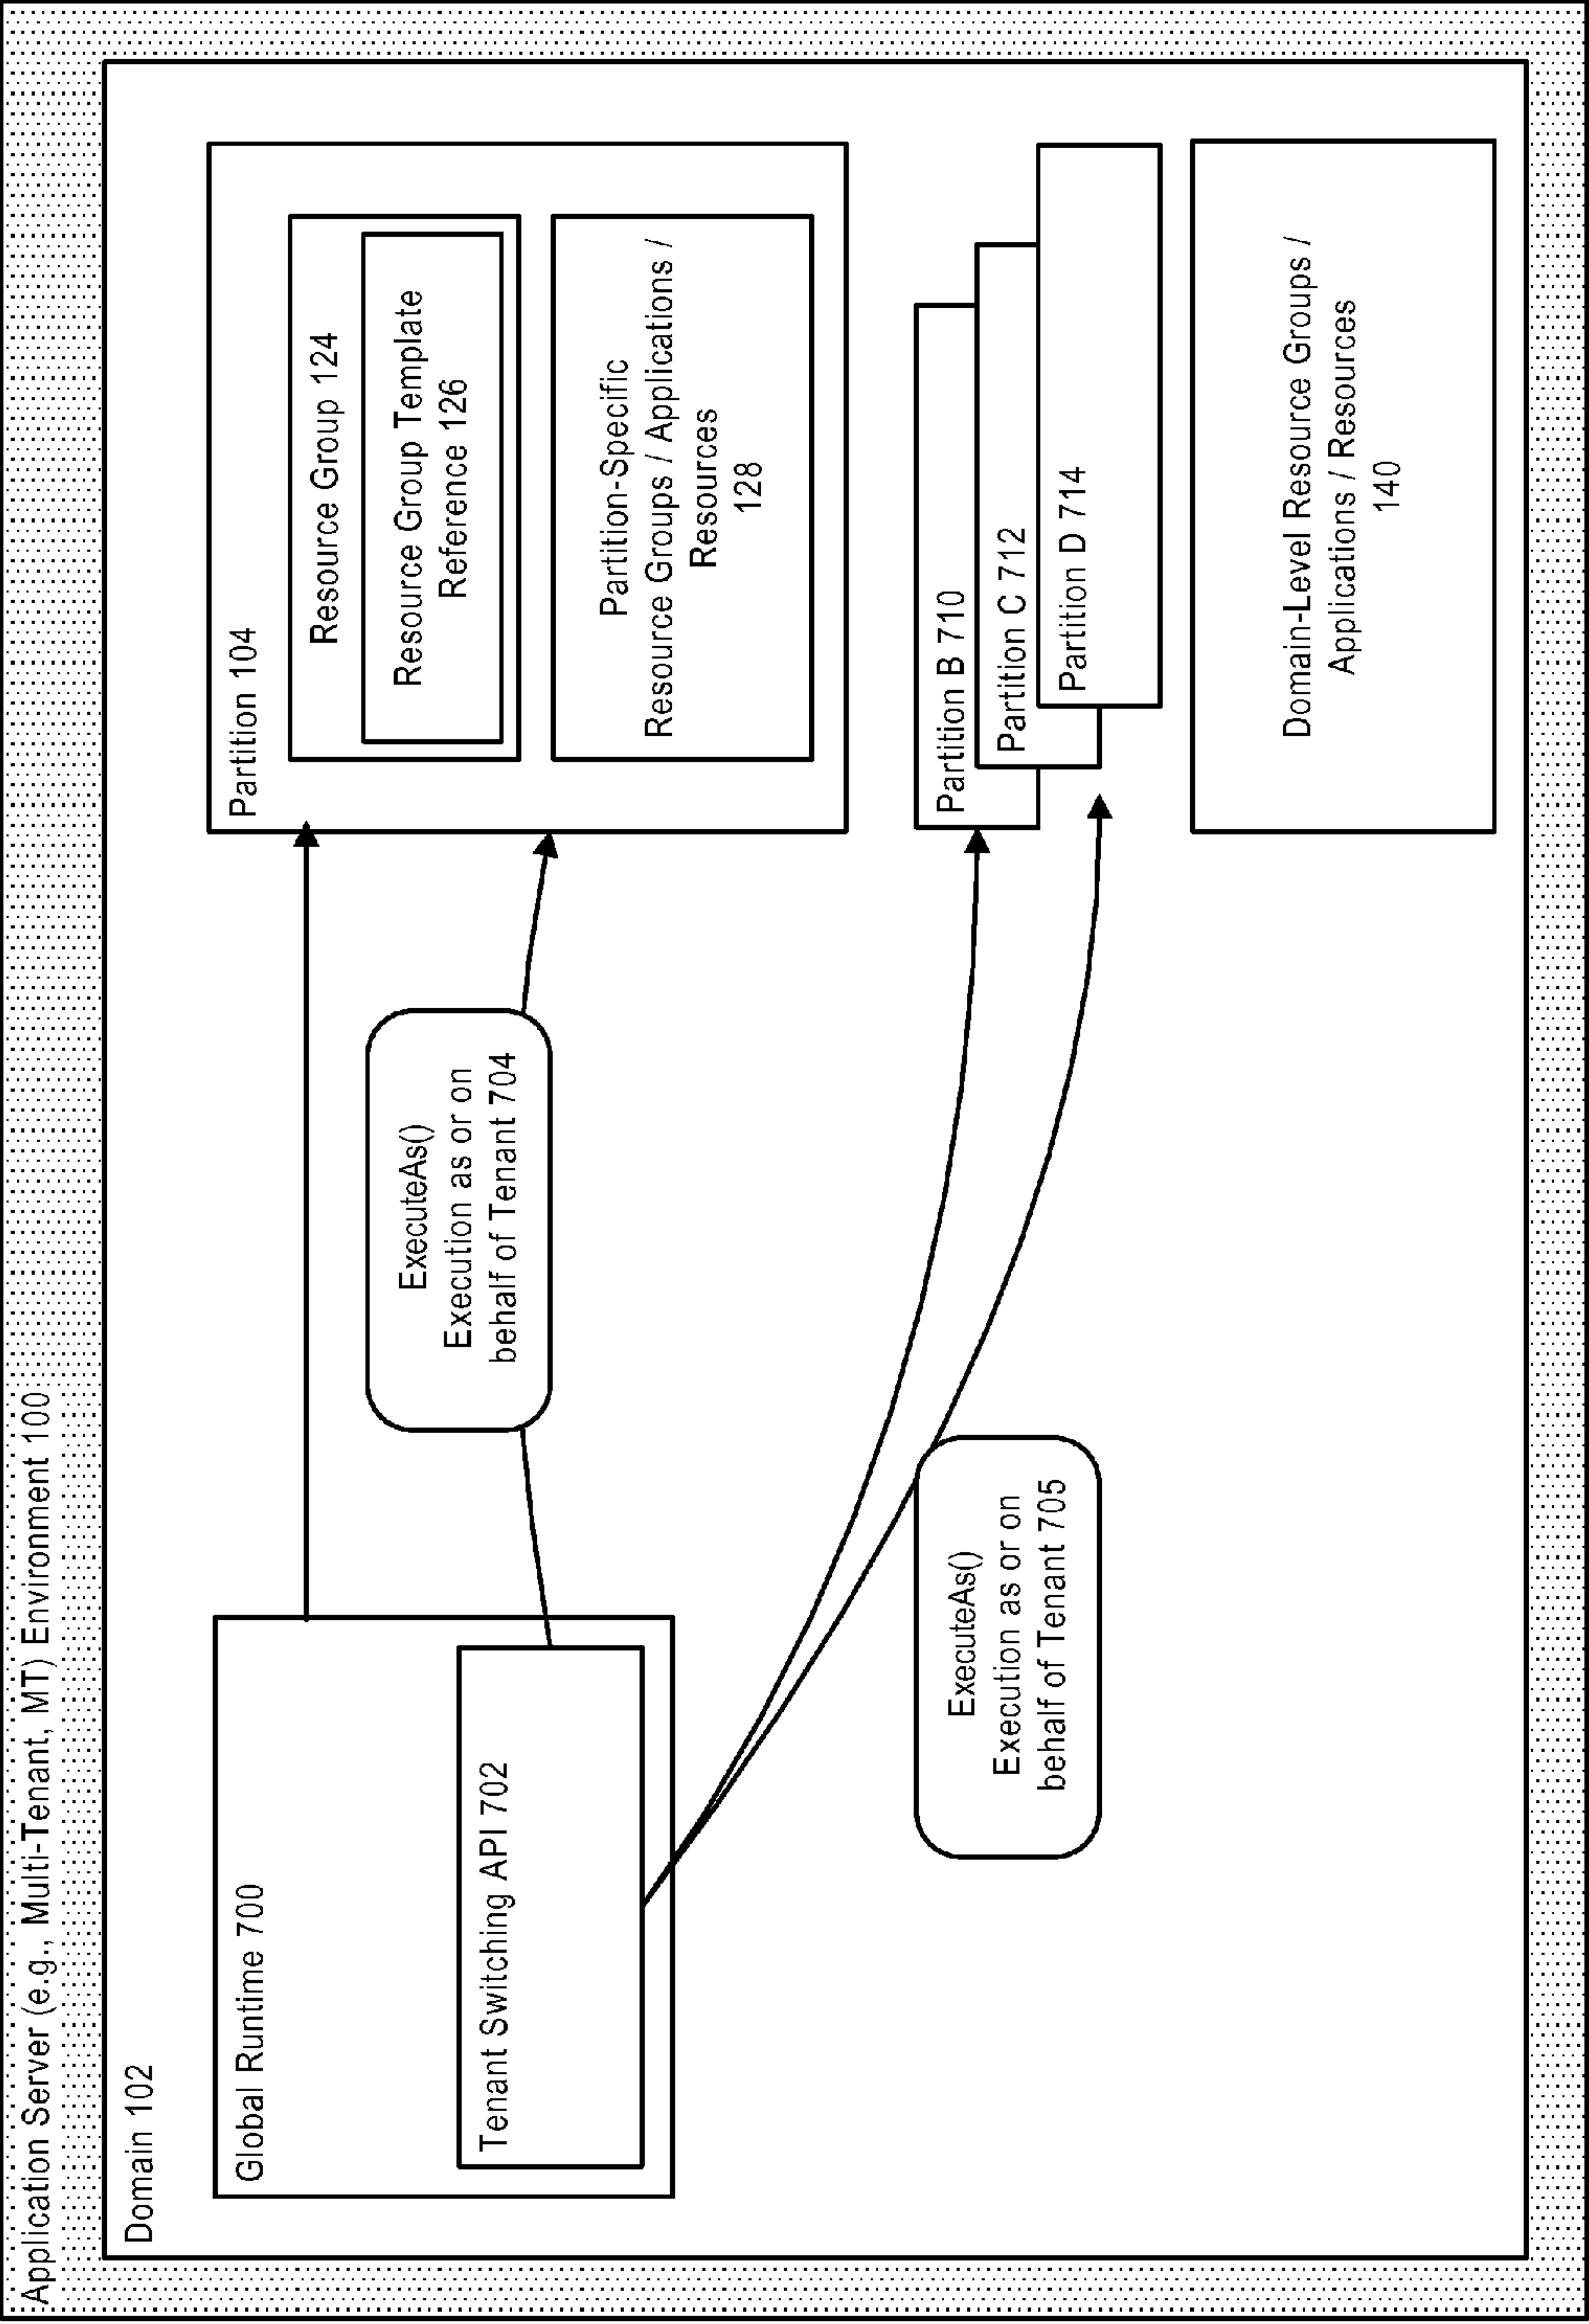 Application Server (e.g., Multi-Tenant, MT) Environment 100
Domain 102
Global Runtime 700
Tenant Switching API 702
ExecuteAs()
Execution as or on
behalf of Tenant 704
ExecuteAs()
Execution as or on
behalf of Tenant 705
Partition 104
Resource Group 124
Resource Group Template
Reference 126
Partition-Specific
Resource Groups / Applications /
Resources
128
Partition B 710
Partition C 712
Partition D 714
Domain-Level Resource Groups /
Applications / Resources
140